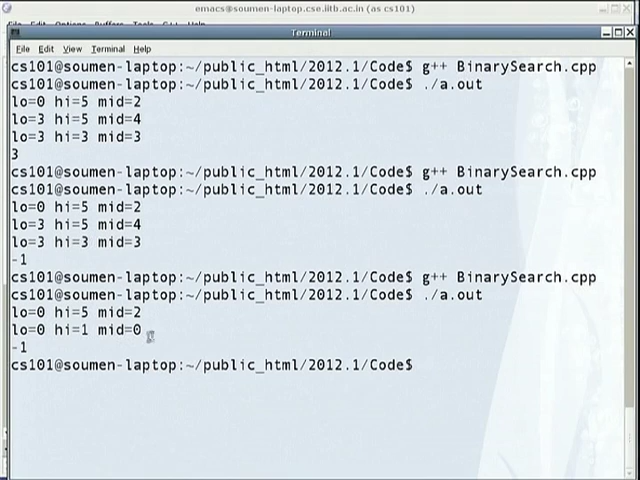 emacs@soumen-laptop.cse.iitb.ac.in (as cs101)
File Edit Options Buffers Tools C++ Help
Terminal
File Edit View Terminal Help
cs101@soumen-laptop:~/public_html/2012.1/Code$ g++ BinarySearch.cpp
cs101@soumen-laptop:~/public_html/2012.1/Code$ ./a.out
lo=0 hi=5 mid=2
lo=3 hi=5 mid=4
lo=3 hi=3 mid=3
3
cs101@soumen-laptop:~/public_html/2012.1/Code$ g++ BinarySearch.cpp
cs101@soumen-laptop:~/public_html/2012.1/Code$ ./a.out
lo=0 hi=5 mid=2
lo=3 hi=5 mid=4
lo=3 hi=3 mid=3
-1
cs101@soumen-laptop:~/public_html/2012.1/Code$ g++ BinarySearch.cpp
cs101@soumen-laptop:~/public_html/2012.1/Code$ ./a.out
lo=0 hi=5 mid=2
lo=0 hi=1 mid=0
-1
cs101@soumen-laptop:~/public_html/2012.1/Code$